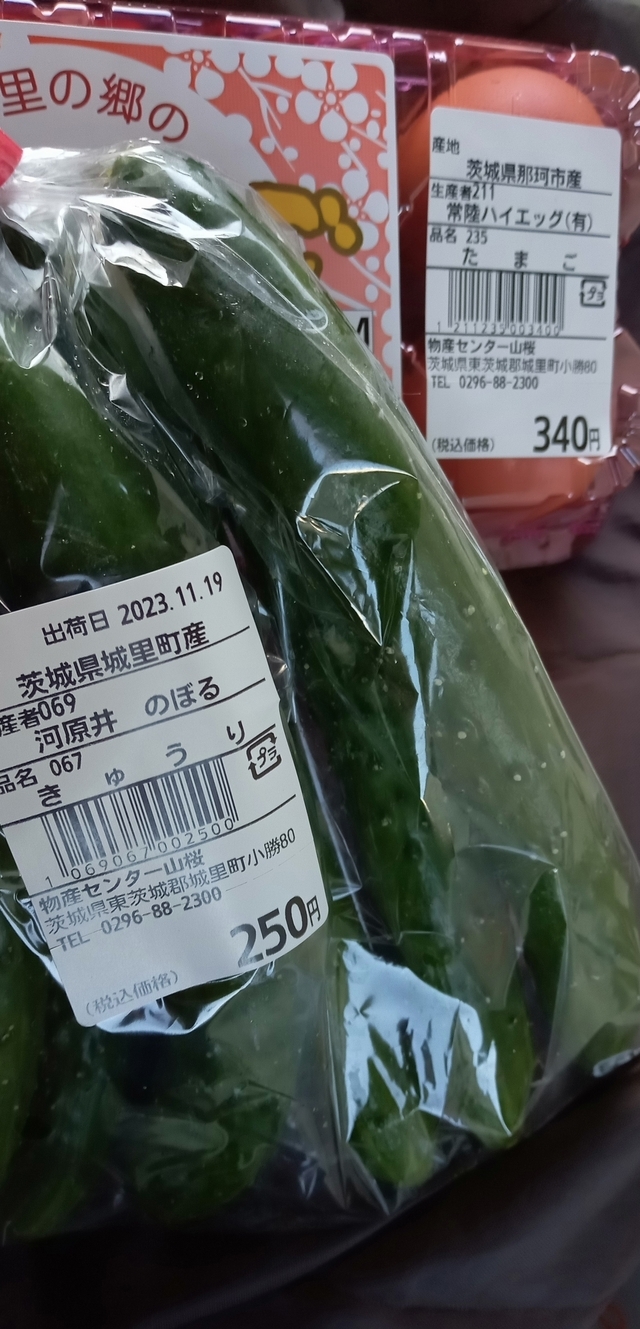 里の郷の
産地
茨城県那珂市産
生産者211
常陸ハイエッグ(有)
品名 235
たまご
プラ
1 211235 003400
物産センター山桜
茨城県東茨城郡城里町小勝80
TEL 0296-88-2300
(税込価格) 340円
出荷日 2023.11.19
茨城県城里町産
産者069
河原井 のぼる
品名 067
きゅうり
プラ
1 069067 002500
物産センター山桜
茨城県東茨城郡城里町小勝80
TEL 0296-88-2300
250円
(税込価格)